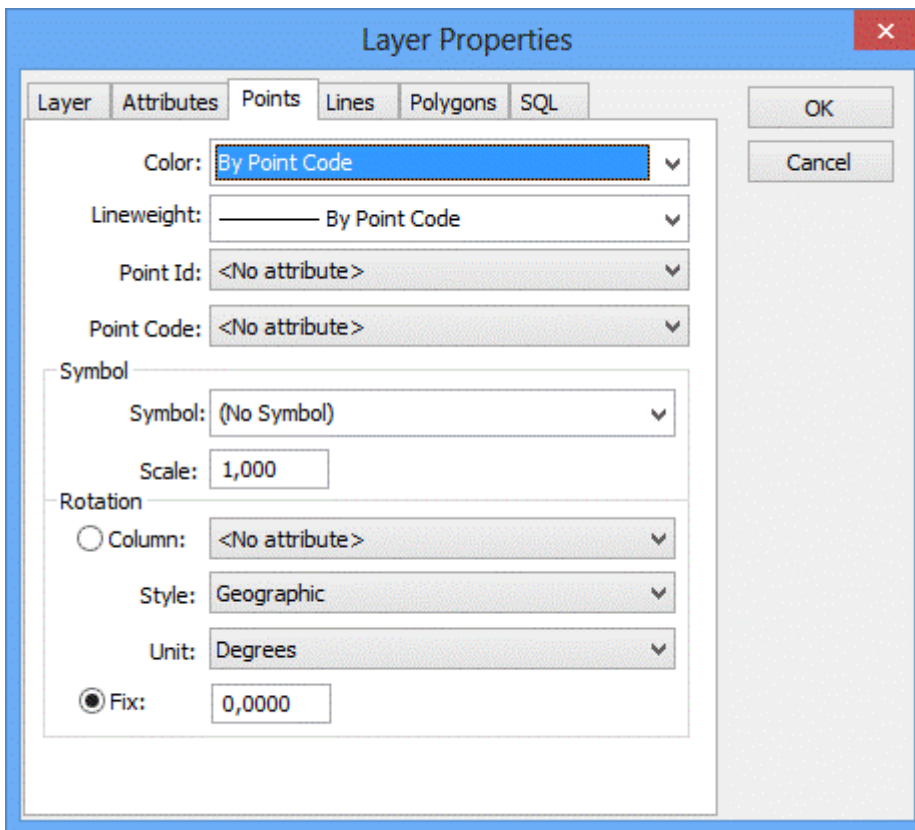 Layer Properties
Layer Attributes Points Lines Polygons SQL
OK
Cancel
Color: By Point Code
Lineweight: By Point Code
Point Id: <No attribute>
Point Code: <No attribute>
Symbol
Symbol: (No Symbol)
Scale: 1,000
Rotation
Column: <No attribute>
Style: Geographic
Unit: Degrees
Fix: 0,0000